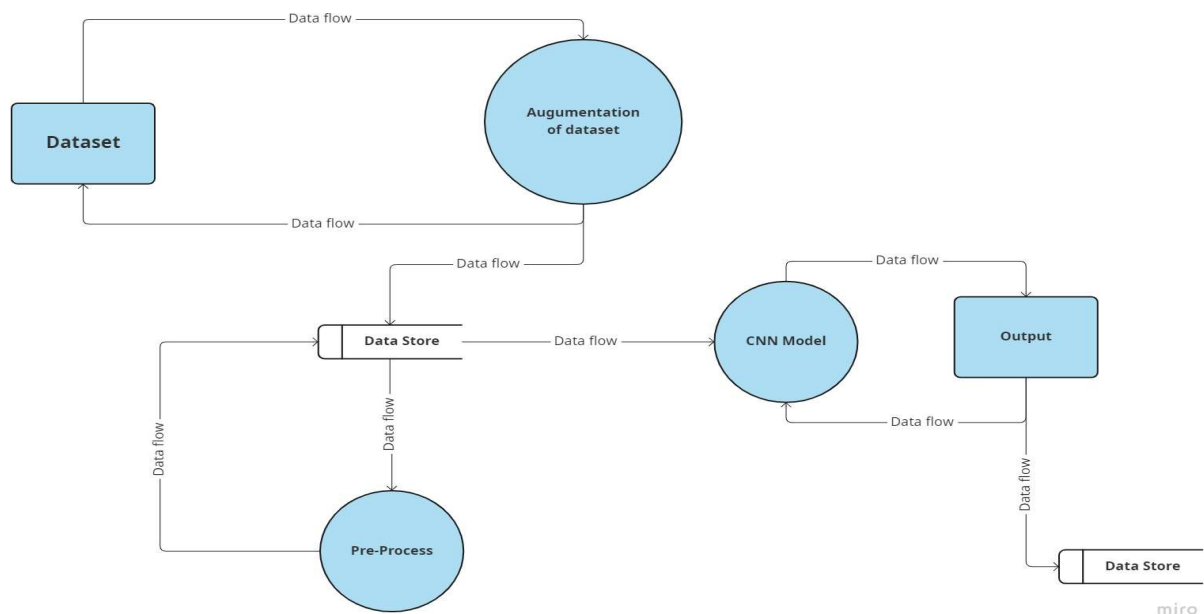 Data flow
Augumentation
of dataset
Dataset
Data flow
Data flow
Data flow
Data Store
Data flow
CNN Model
Output
Data flow
Data flow
Data flow
Data flow
Pre-Process
Data Store
miro